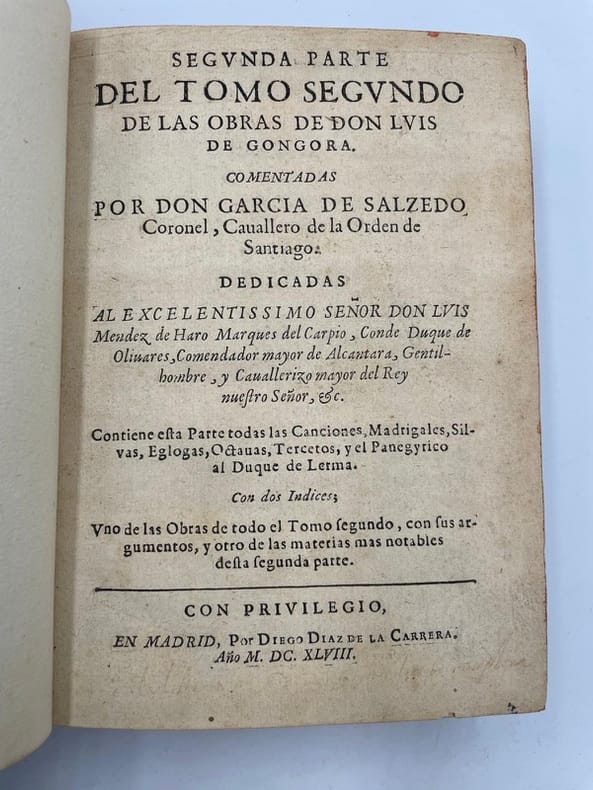 SEGVNDA PARTE
DEL TOMO SEGVNDO
DE LAS OBRAS DE DON LVIS
DE GONGORA.
COMENTADAS
POR DON GARCIA DE SALZEDO
Coronel, Cauallero de la Orden de
Santiago.
DEDICADAS
AL EXCELENTISSIMO SEÑOR DON LVIS
Mendez de Haro Marques del Carpio, Conde Duque de
Oliuares, Comendador mayor de Alcantara, Gentil-
hombre, y Cauallerizo mayor del Rey
nueſtro Señor, &c.
Contiene eſta Parte todas las Canciones, Madrigales, Sil-
vas, Eglogas, Octauas, Tercetos, y el Panegyrico
al Duque de Lerma.
Con dos Indices;
Vno de las Obras de todo el Tomo ſegundo, con ſus ar-
gumentos, y otro de las materias mas notables
deſta ſegunda parte.
CON PRIVILEGIO,
EN MADRID, Por DIEGO DIAZ DE LA CARRERA.
Año M. DC. XLVIII.